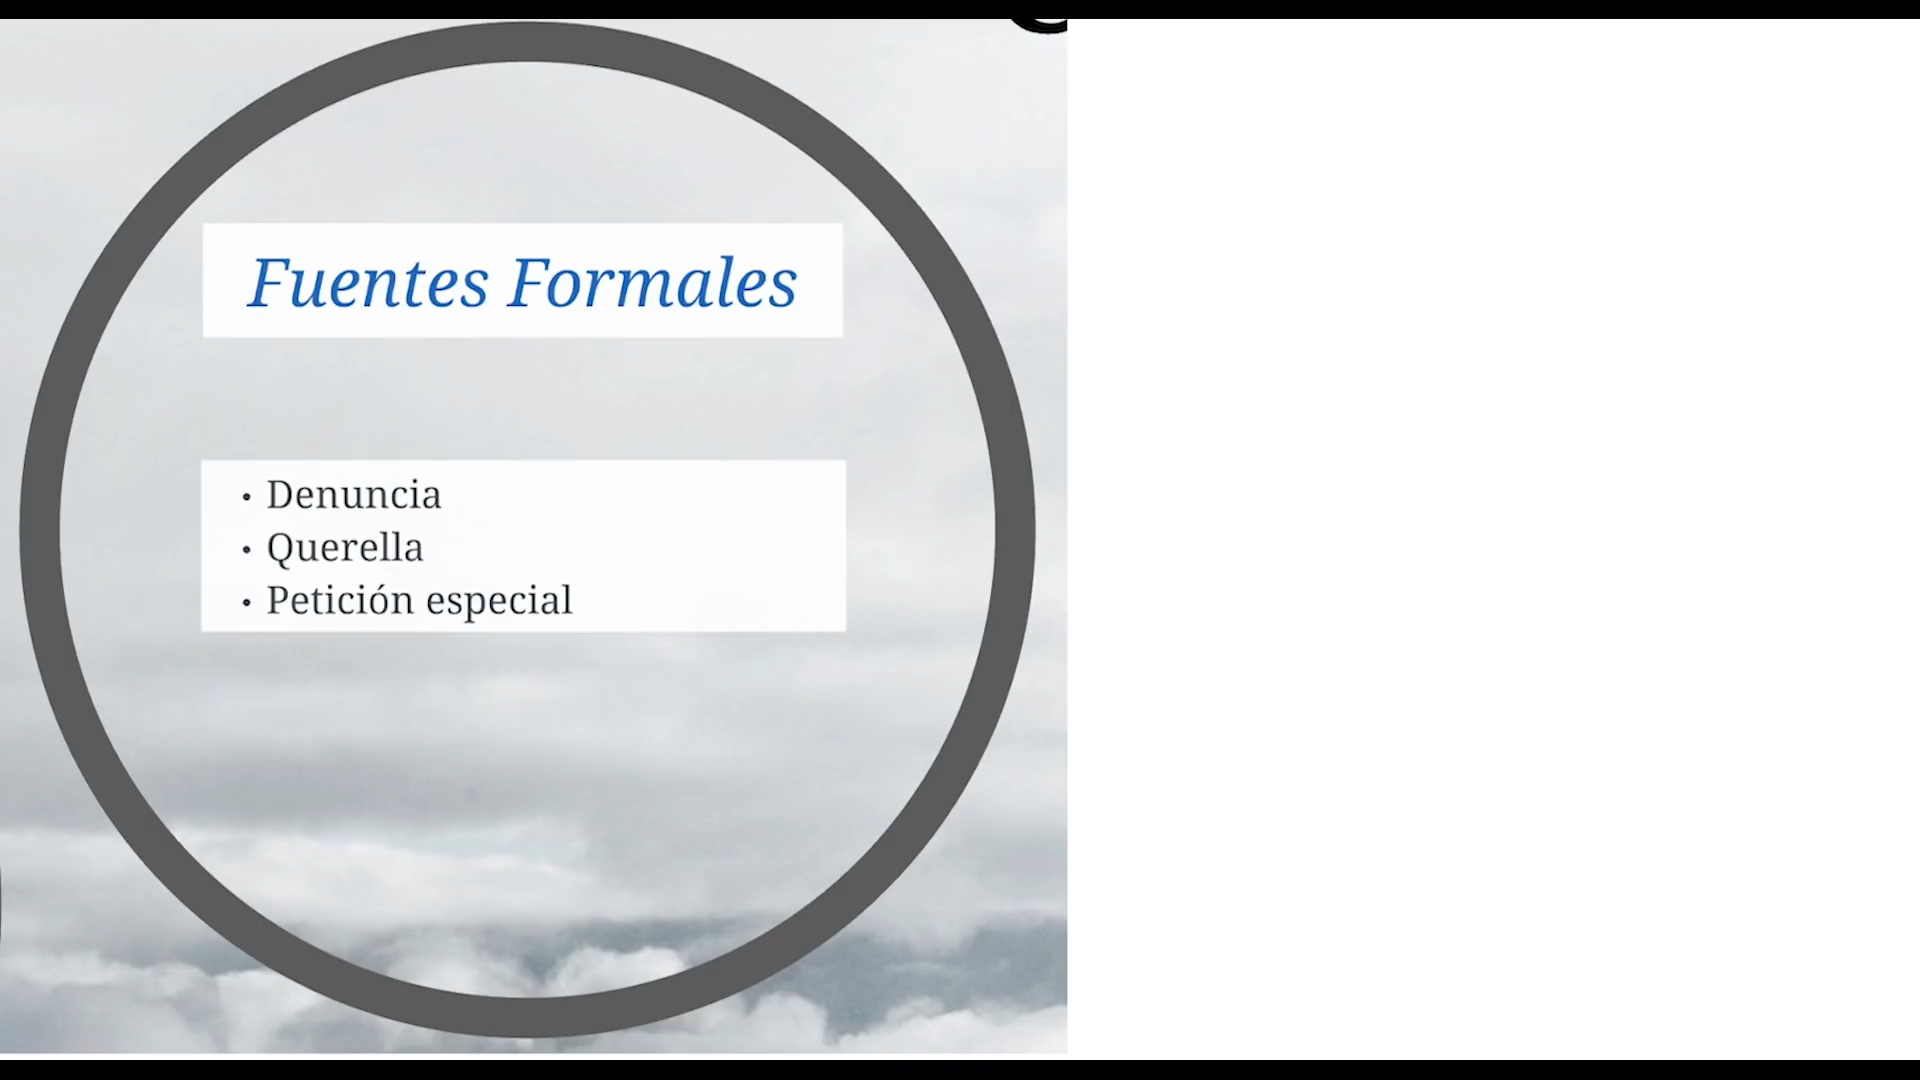 Fuentes Formales
• Denuncia
• Querella
• Petición especial